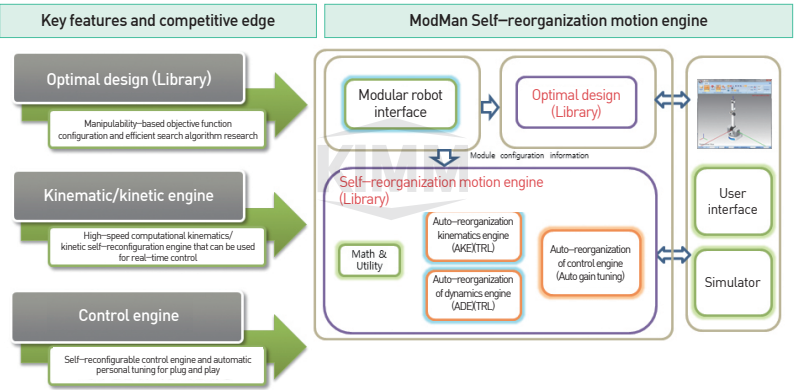 Key features and competitive edge
ModMan Self-reorganization motion engine
Optimal design (Library)
Manipulability-based objective function
configuration and efficient search algorithm research
Kinematic/kinetic engine
High-speed computational kinematics/
kinetic self-reconfiguration engine that can be used
for real-time control
Control engine
Self-reconfigurable control engine and automatic
personal tuning for plug and play
Modular robot
interface
Optimal design
(Library)
Module configuration information
KIMM
Self-reorganization motion engine
(Library)
Math &
Utility
Auto-reorganization
kinematics engine
(AKE)(TRL)
Auto-reorganization
of dynamics engine
(ADE)(TRL)
Auto-reorganization
of control engine
(Auto gain tuning)
User
interface
Simulator